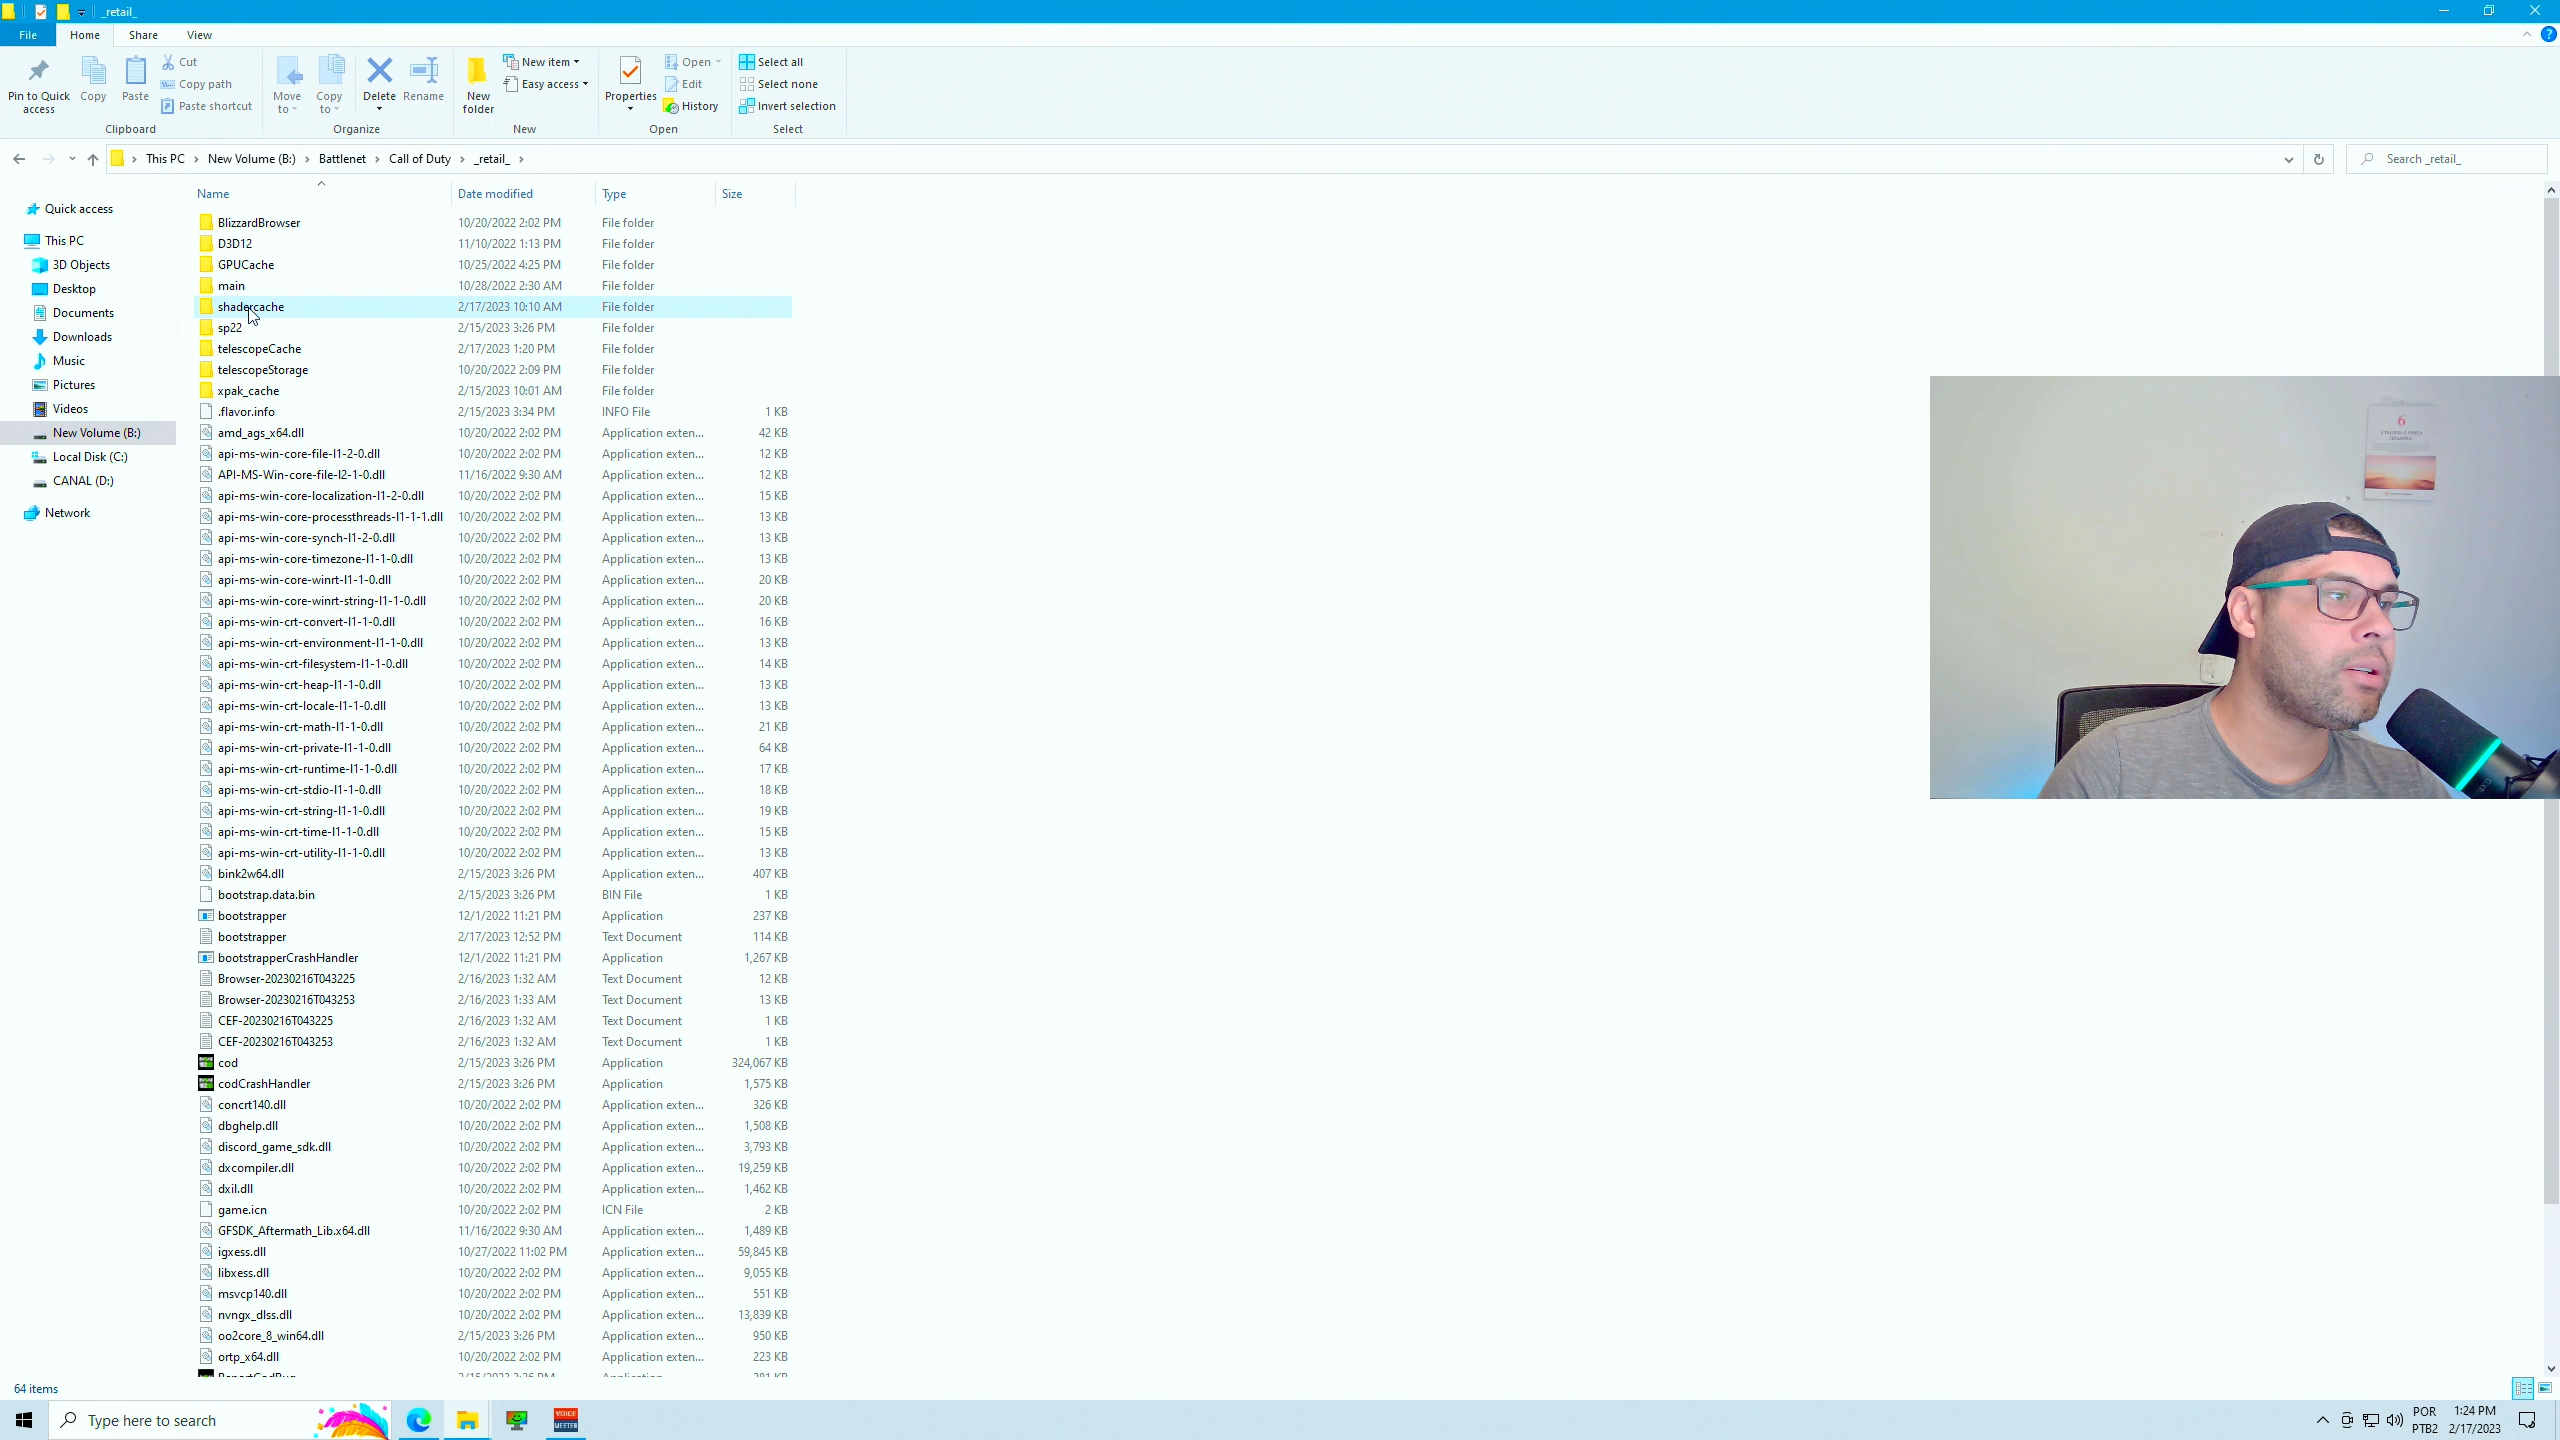 _retail_
File Home Share View
Pin to Quick access
Copy
Paste
Cut
Copy path
Paste shortcut
Clipboard
Move to
Copy to
Delete
Rename
Organize
New folder
New item
Easy access
New
Properties
Open
Edit
History
Open
Select all
Select none
Invert selection
Select
This PC > New Volume (B:) > Battlenet > Call of Duty > _retail_ >
Search _retail_
Quick access
This PC
3D Objects
Desktop
Documents
Downloads
Music
Pictures
Videos
New Volume (B:)
Local Disk (C:)
CANAL (D:)
Network
Name Date modified Type Size
BlizzardBrowser 10/20/2022 2:02 PM File folder
D3D12 11/10/2022 1:13 PM File folder
GPUCache 10/25/2022 4:25 PM File folder
main 10/28/2022 2:30 AM File folder
shadercache 2/17/2023 10:10 AM File folder
sp22 2/15/2023 3:26 PM File folder
telescopeCache 2/17/2023 1:20 PM File folder
telescopeStorage 10/20/2022 2:09 PM File folder
xpak_cache 2/15/2023 10:01 AM File folder
.flavor.info 2/15/2023 3:34 PM INFO File 1 KB
amd_ags_x64.dll 10/20/2022 2:02 PM Application exten... 42 KB
api-ms-win-core-file-l1-2-0.dll 10/20/2022 2:02 PM Application exten... 12 KB
API-MS-Win-core-file-l2-1-0.dll 11/16/2022 9:30 AM Application exten... 12 KB
api-ms-win-core-localization-l1-2-0.dll 10/20/2022 2:02 PM Application exten... 15 KB
api-ms-win-core-processthreads-l1-1-1.dll 10/20/2022 2:02 PM Application exten... 13 KB
api-ms-win-core-synch-l1-2-0.dll 10/20/2022 2:02 PM Application exten... 13 KB
api-ms-win-core-timezone-l1-1-0.dll 10/20/2022 2:02 PM Application exten... 13 KB
api-ms-win-core-winrt-l1-1-0.dll 10/20/2022 2:02 PM Application exten... 20 KB
api-ms-win-core-winrt-string-l1-1-0.dll 10/20/2022 2:02 PM Application exten... 20 KB
api-ms-win-crt-convert-l1-1-0.dll 10/20/2022 2:02 PM Application exten... 16 KB
api-ms-win-crt-environment-l1-1-0.dll 10/20/2022 2:02 PM Application exten... 13 KB
api-ms-win-crt-filesystem-l1-1-0.dll 10/20/2022 2:02 PM Application exten... 14 KB
api-ms-win-crt-heap-l1-1-0.dll 10/20/2022 2:02 PM Application exten... 13 KB
api-ms-win-crt-locale-l1-1-0.dll 10/20/2022 2:02 PM Application exten... 13 KB
api-ms-win-crt-math-l1-1-0.dll 10/20/2022 2:02 PM Application exten... 21 KB
api-ms-win-crt-private-l1-1-0.dll 10/20/2022 2:02 PM Application exten... 64 KB
api-ms-win-crt-runtime-l1-1-0.dll 10/20/2022 2:02 PM Application exten... 17 KB
api-ms-win-crt-stdio-l1-1-0.dll 10/20/2022 2:02 PM Application exten... 18 KB
api-ms-win-crt-string-l1-1-0.dll 10/20/2022 2:02 PM Application exten... 19 KB
api-ms-win-crt-time-l1-1-0.dll 10/20/2022 2:02 PM Application exten... 15 KB
api-ms-win-crt-utility-l1-1-0.dll 10/20/2022 2:02 PM Application exten... 13 KB
bink2w64.dll 2/15/2023 3:26 PM Application exten... 407 KB
bootstrap.data.bin 2/15/2023 3:26 PM BIN File 1 KB
bootstrapper 12/1/2022 11:21 PM Application 237 KB
bootstrapper 2/17/2023 12:52 PM Text Document 114 KB
bootstrapperCrashHandler 12/1/2022 11:21 PM Application 1,267 KB
Browser-20230216T043225 2/16/2023 1:32 AM Text Document 12 KB
Browser-20230216T043253 2/16/2023 1:33 AM Text Document 13 KB
CEF-20230216T043225 2/16/2023 1:32 AM Text Document 1 KB
CEF-20230216T043253 2/16/2023 1:32 AM Text Document 1 KB
cod 2/15/2023 3:26 PM Application 324,067 KB
codCrashHandler 2/15/2023 3:26 PM Application 1,575 KB
concrt140.dll 10/20/2022 2:02 PM Application exten... 326 KB
dbghelp.dll 10/20/2022 2:02 PM Application exten... 1,508 KB
discord_game_sdk.dll 10/20/2022 2:02 PM Application exten... 3,793 KB
dxcompiler.dll 10/20/2022 2:02 PM Application exten... 19,259 KB
dxil.dll 10/20/2022 2:02 PM Application exten... 1,462 KB
game.icn 10/20/2022 2:02 PM ICN File 2 KB
GFSDK_Aftermath_Lib.x64.dll 11/16/2022 9:30 AM Application exten... 1,489 KB
igxess.dll 10/27/2022 11:02 PM Application exten... 59,845 KB
libxess.dll 10/20/2022 2:02 PM Application exten... 9,055 KB
msvcp140.dll 10/20/2022 2:02 PM Application exten... 551 KB
nvngx_dlss.dll 10/20/2022 2:02 PM Application exten... 13,839 KB
oo2core_8_win64.dll 2/15/2023 3:26 PM Application exten... 950 KB
ortp_x64.dll 10/20/2022 2:02 PM Application exten... 223 KB
6
64 items
Type here to search
VOICE
MEETER
POR
PTB2
1:24 PM
2/17/2023